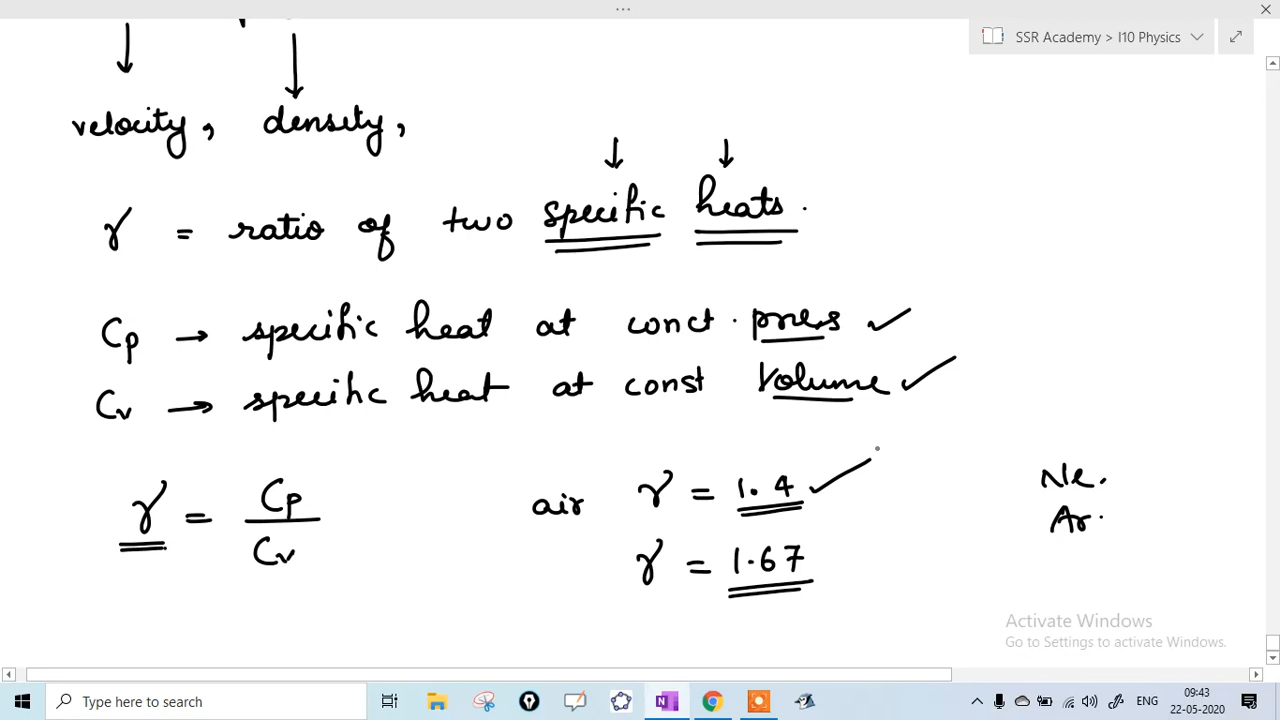 SSR Academy > I10 Physics
velocity, density,
γ = ratio of two specific heats.
Cp → specific heat at conct. press ✓
Cv → specific heat at const Volume ✓
γ = Cp / Cv
air γ = 1.4 ✓
γ = 1.67
Ne.
Ar.
Activate Windows
Go to Settings to activate Windows.
Type here to search
ENG
09:43
22-05-2020